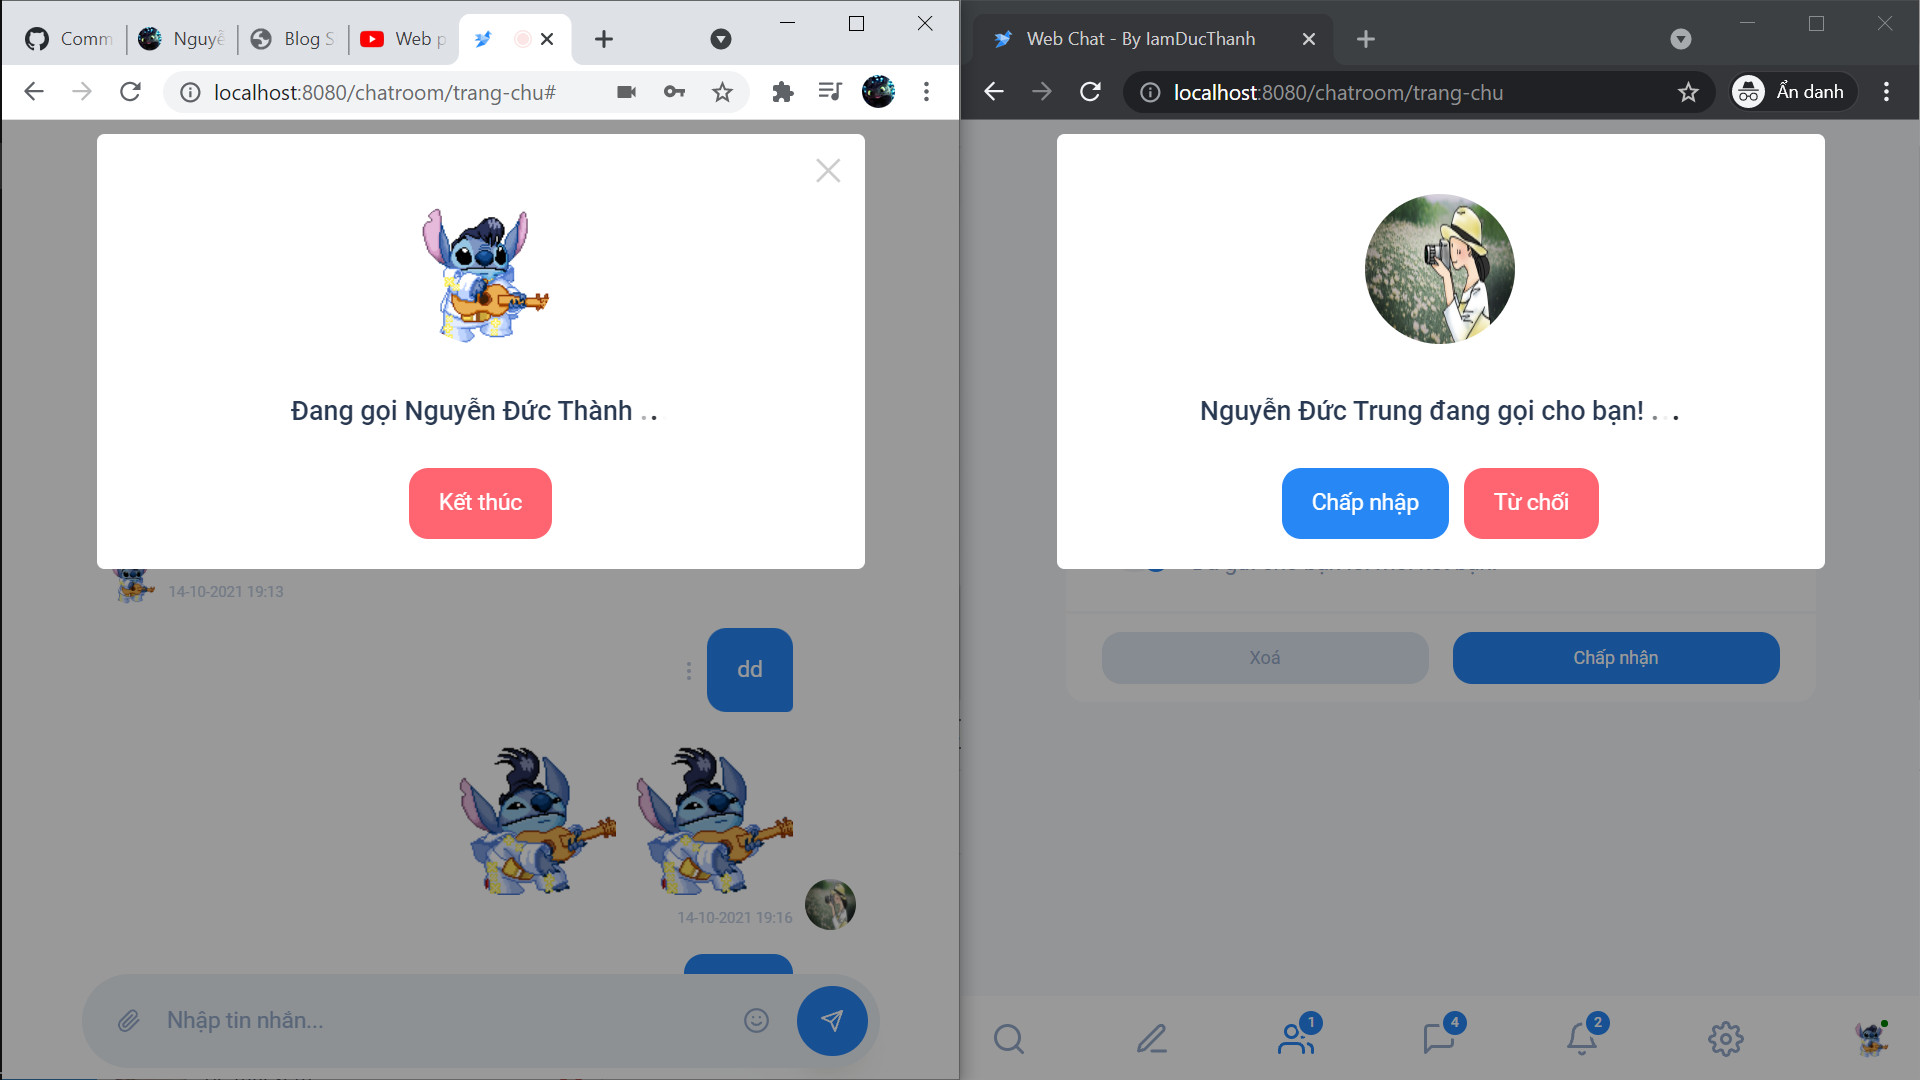 Comm
Nguyễ
Blog S
Web p
localhost:8080/chatroom/trang-chu#
Đang gọi Nguyễn Đức Thành . .
Kết thúc
14-10-2021 19:13
dd
14-10-2021 19:16
Nhập tin nhắn...
Web Chat - By IamDucThanh
localhost:8080/chatroom/trang-chu
Ẩn danh
Nguyễn Đức Trung đang gọi cho bạn! . . .
Chấp nhập
Từ chối
Xoá
Chấp nhận
1
4
2